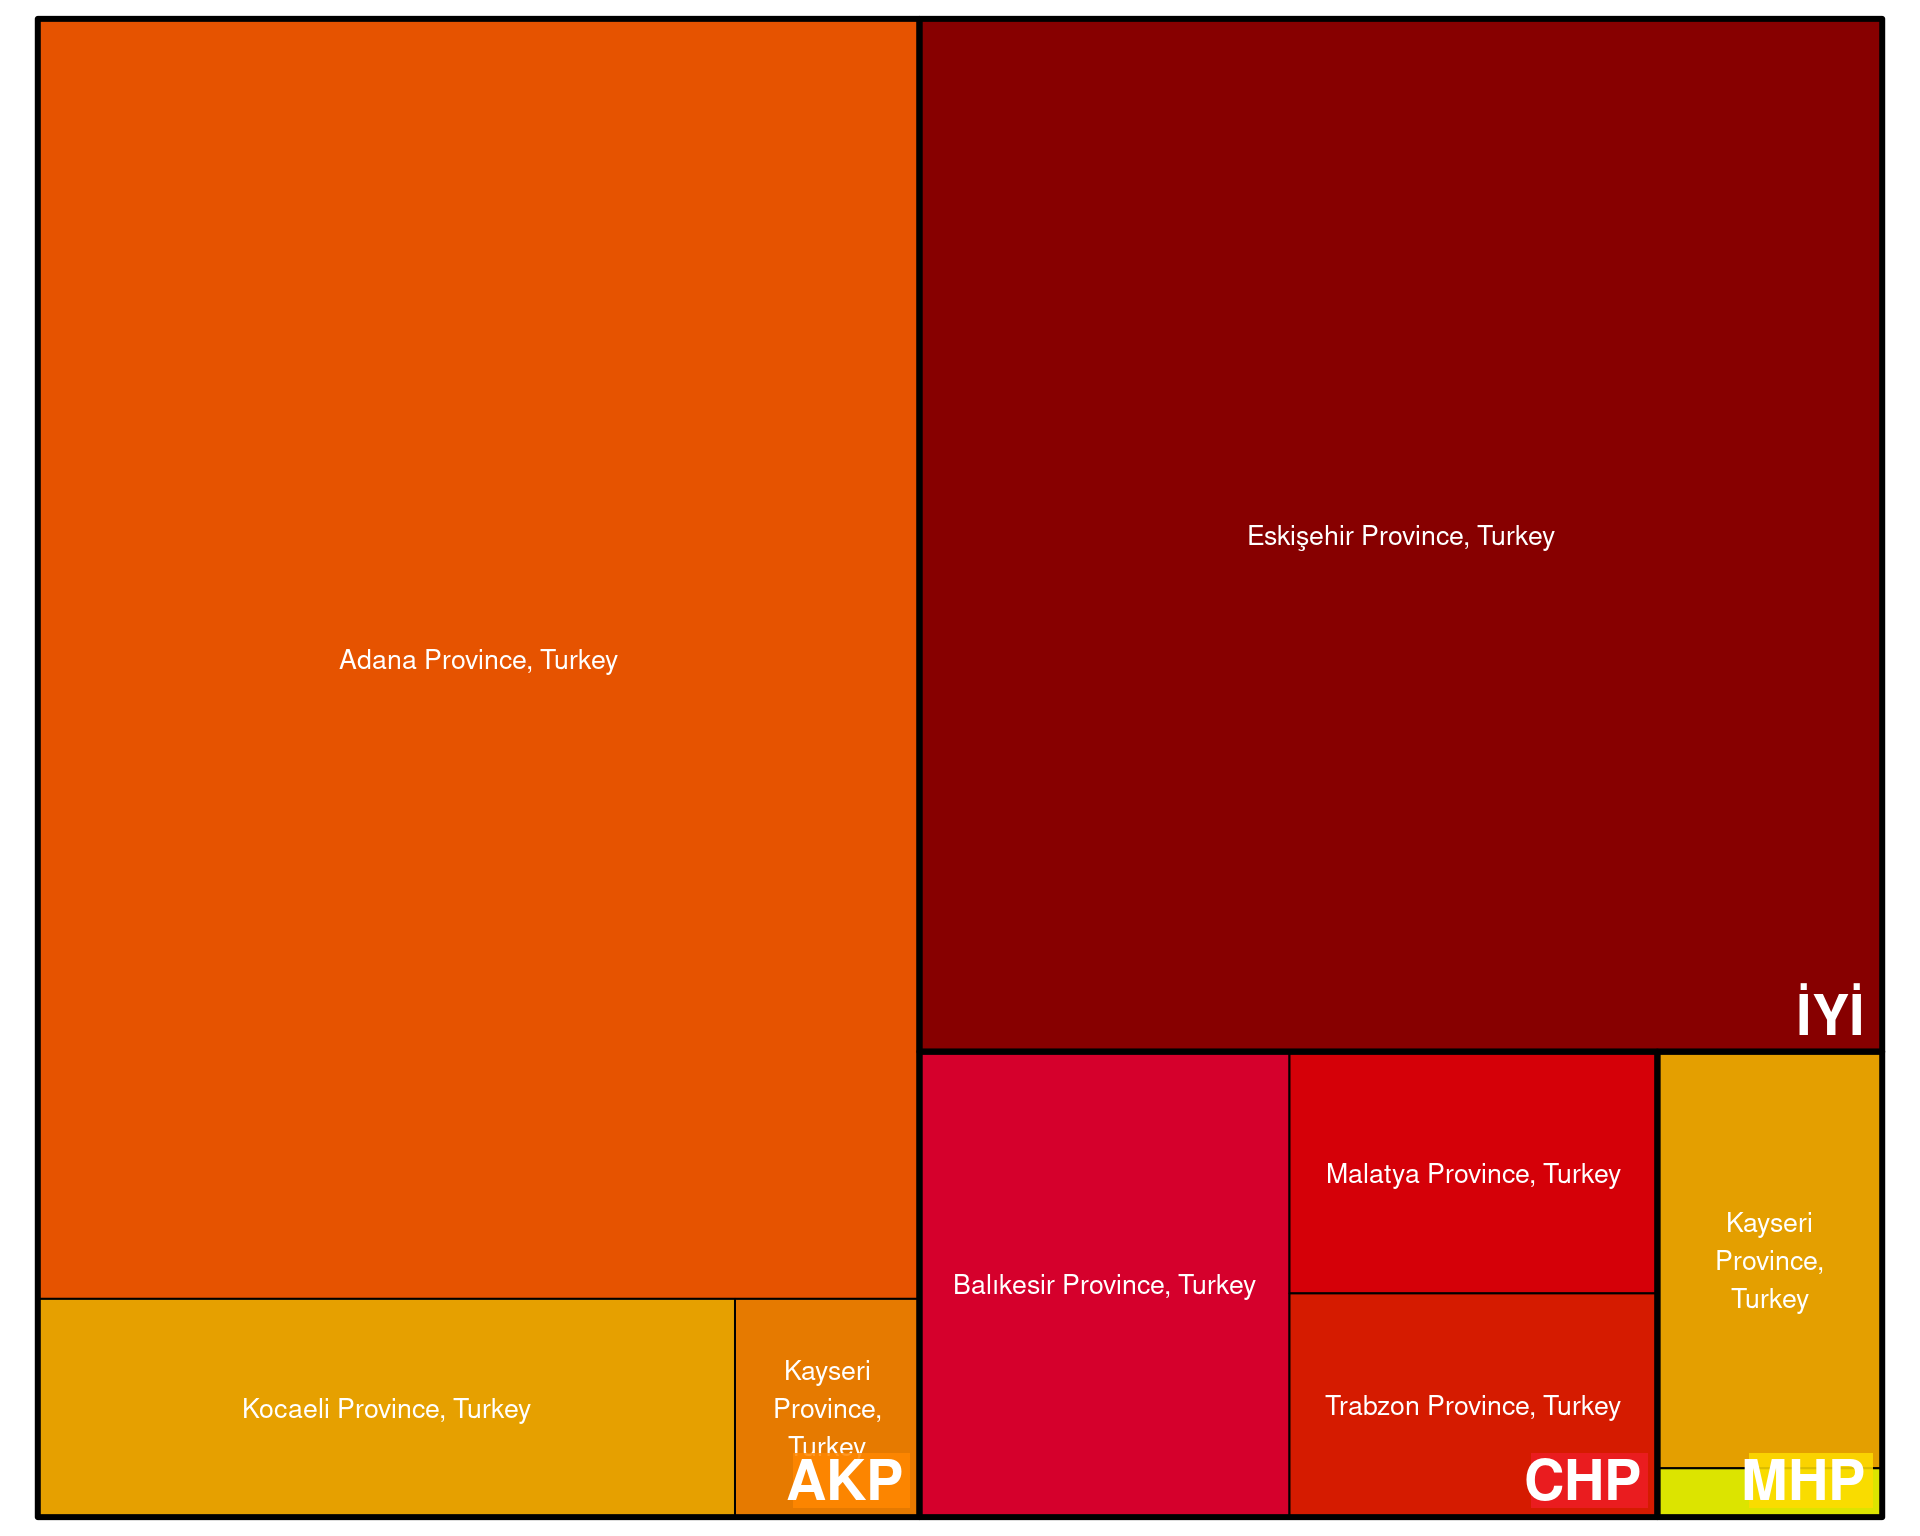 Adana Province, Turkey
Kocaeli Province, Turkey
Kayseri
Province,
Turkey
AKP
Eskişehir Province, Turkey
İYİ
Balıkesir Province, Turkey
Malatya Province, Turkey
Trabzon Province, Turkey
CHP
Kayseri
Province,
Turkey
MHP